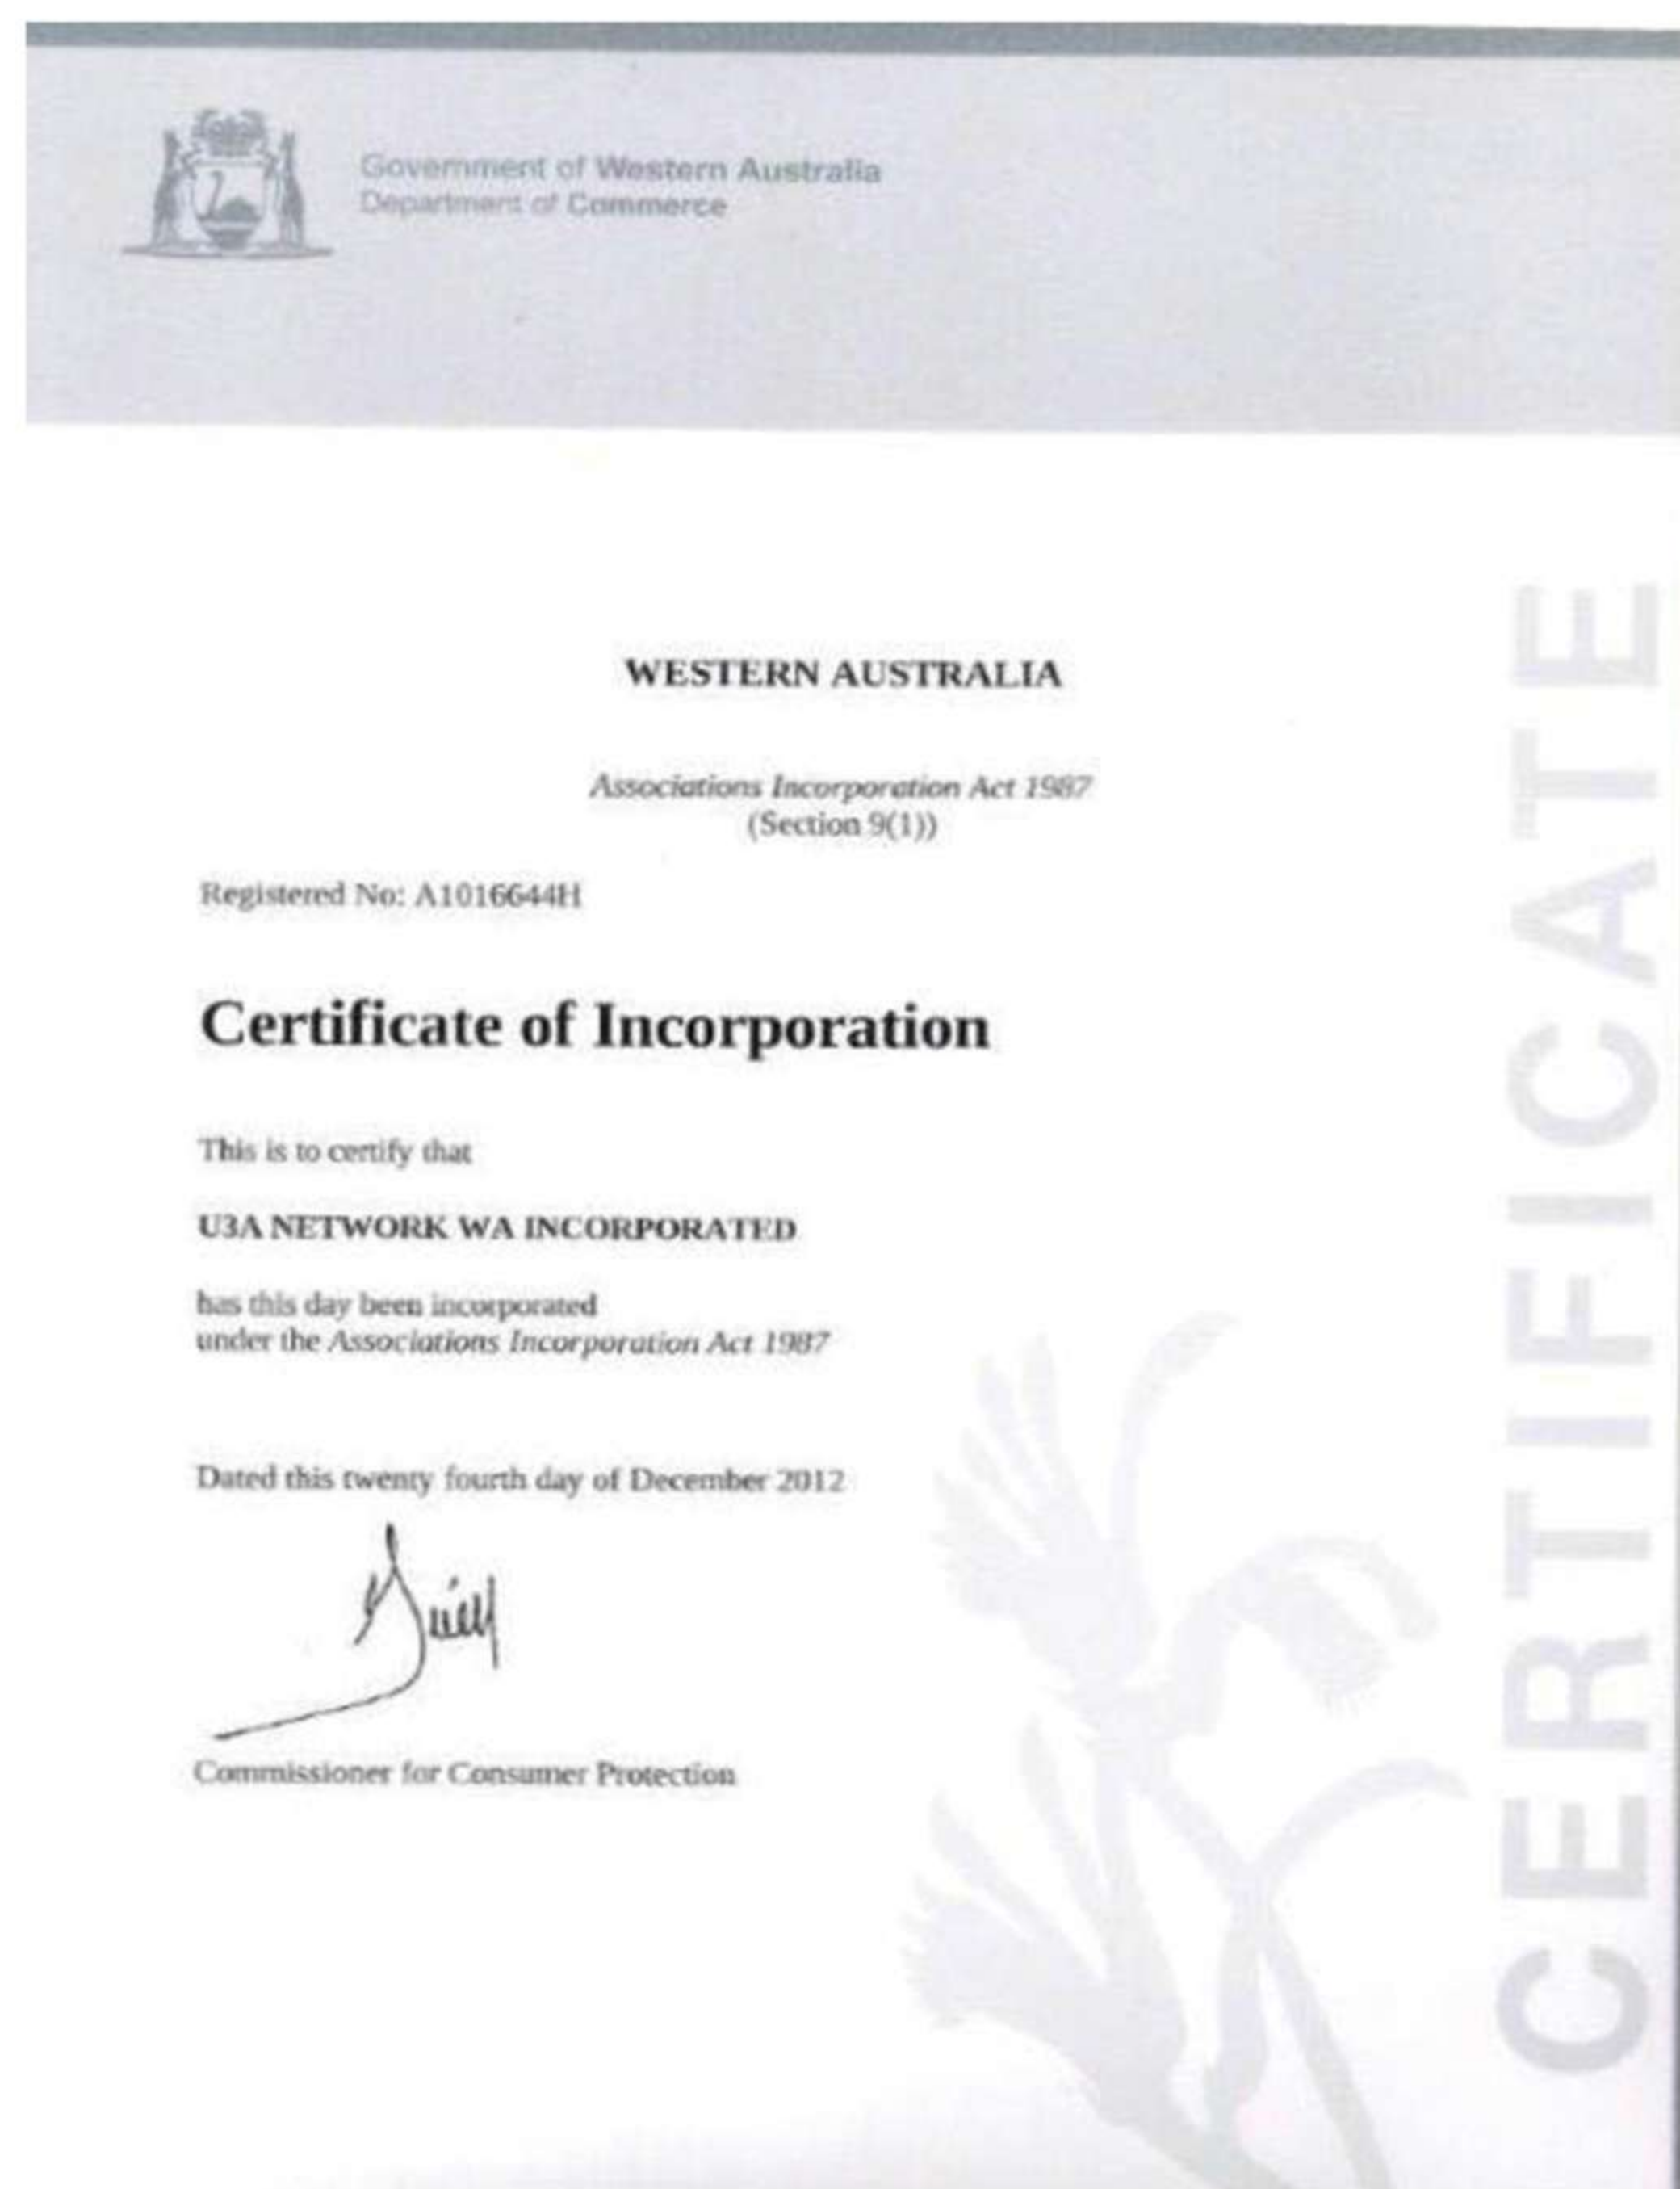 Government of Western Australia
Department of Commerce
WESTERN AUSTRALIA
Associations Incorporation Act 1987
(Section 9(1))
Registered No: A1016644H
Certificate of Incorporation
This is to certify that
U3A NETWORK WA INCORPORATED
has this day been incorporated
under the Associations Incorporation Act 1987
Dated this twenty fourth day of December 2012
Commissioner for Consumer Protection
CERTIFICATE